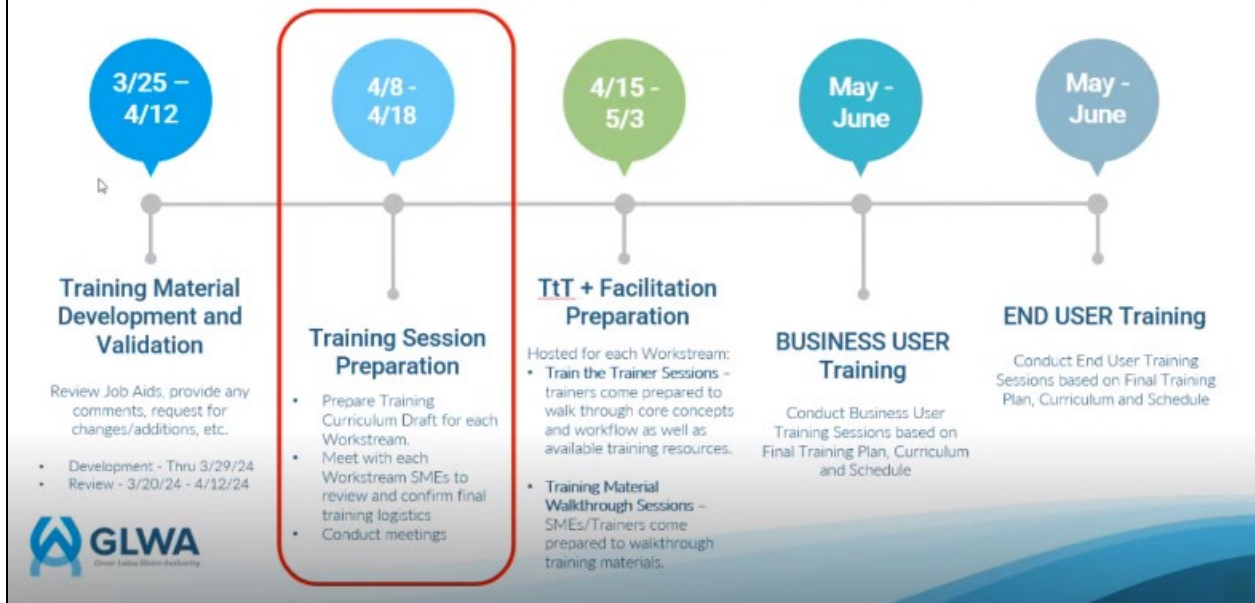 3/25 –
4/12
4/8 -
4/18
4/15 -
5/3
May -
June
May -
June
Training Material
Development and
Validation
Review Job Aids, provide any
comments, request for
changes/additions, etc.
• Development - Thru 3/29/24
• Review - 3/20/24 - 4/12/24
Training Session
Preparation
• Prepare Training
Curriculum Draft for each
Workstream.
• Meet with each
Workstream SMEs to
review and confirm final
training logistics
• Conduct meetings
TtT + Facilitation
Preparation
Hosted for each Workstream:
• Train the Trainer Sessions –
trainers come prepared to
walk through core concepts
and workflow as well as
available training resources.
• Training Material
Walkthrough Sessions –
SMEs/Trainers come
prepared to walkthrough
training materials.
BUSINESS USER
Training
Conduct Business User
Training Sessions based on
Final Training Plan, Curriculum
and Schedule
END USER Training
Conduct End User Training
Sessions based on Final Training
Plan, Curriculum and Schedule
GLWA
Great Lakes Water Authority